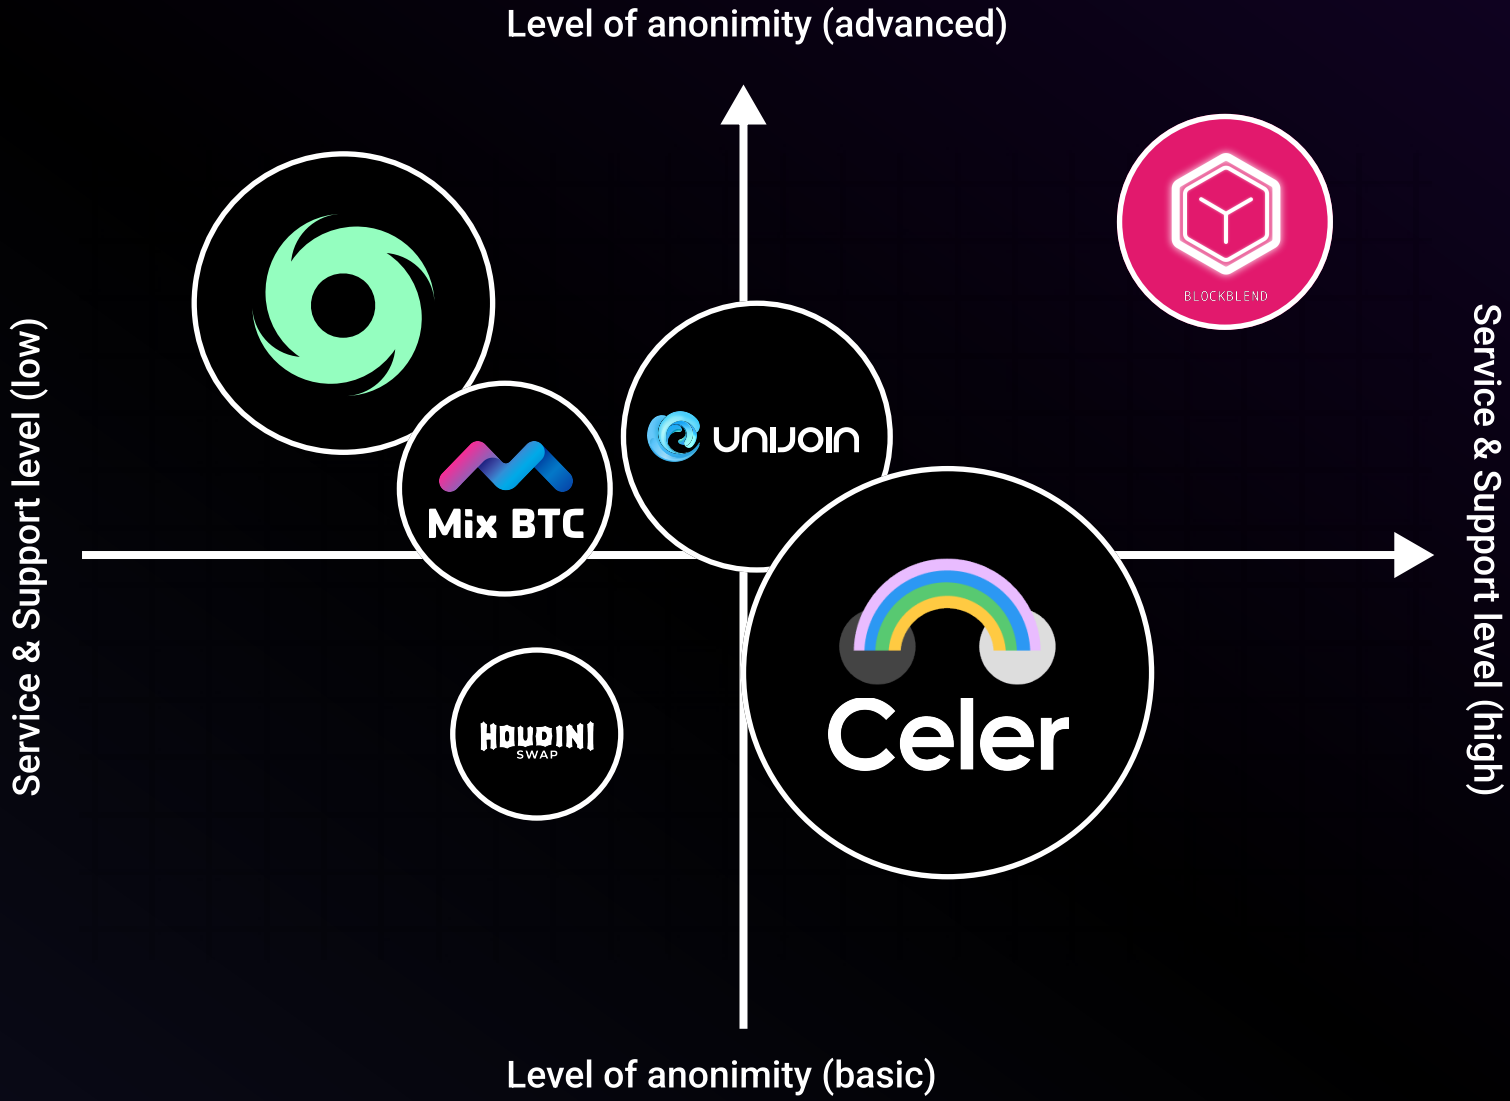 Level of anonimity (advanced)
BLOCKBLEND
Service & Support level (low)
Service & Support level (high)
UNIJOIN
Mix BTC
HOUDINI
SWAP
Celer
Level of anonimity (basic)